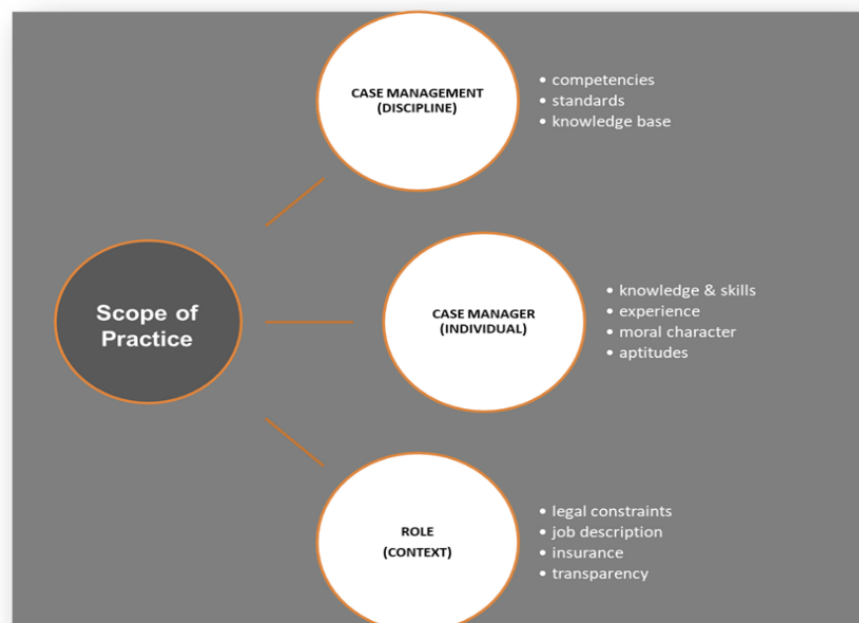 CASE MANAGEMENT
(DISCIPLINE)
• competencies
• standards
• knowledge base
Scope of
Practice
CASE MANAGER
(INDIVIDUAL)
• knowledge & skills
• experience
• moral character
• aptitudes
ROLE
(CONTEXT)
• legal constraints
• job description
• insurance
• transparency